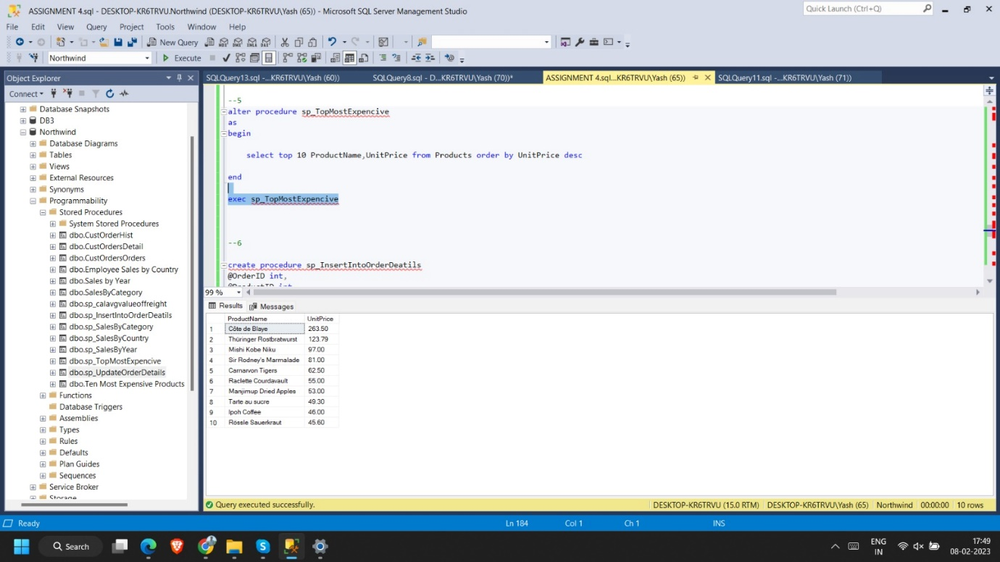 ASSIGNMENT 4.sql - DESKTOP-KR6TRVU.Northwind (DESKTOP-KR6TRVU\Yash (65)) - Microsoft SQL Server Management Studio
Quick Launch (Ctrl+Q)
File Edit View Query Project Tools Window Help
New Query
Northwind
Execute
Object Explorer
Connect
Database Snapshots
DB3
Northwind
Database Diagrams
Tables
Views
External Resources
Synonyms
Programmability
Stored Procedures
System Stored Procedures
dbo.CustOrderHist
dbo.CustOrdersDetail
dbo.CustOrdersOrders
dbo.Employee Sales by Country
dbo.Sales by Year
dbo.SalesByCategory
dbo.sp_calavgvalueoffreight
dbo.sp_InsertIntoOrderDeatils
dbo.sp_SalesByCategory
dbo.sp_SalesByCountry
dbo.sp_SalesByYear
dbo.sp_TopMostExpencive
dbo.sp_UpdateOrderDetails
dbo.Ten Most Expensive Products
Functions
Database Triggers
Assemblies
Types
Rules
Defaults
Plan Guides
Sequences
Service Broker
Storage
SQLQuery13.sql -...KR6TRVU\Yash (60)) SQLQuery8.sql - D...KR6TRVU\Yash (70))* ASSIGNMENT 4.sql...KR6TRVU\Yash (65)) SQLQuery11.sql -...KR6TRVU\Yash (71))
--5
alter procedure sp_TopMostExpencive
as
begin
select top 10 ProductName,UnitPrice from Products order by UnitPrice desc
end
exec sp_TopMostExpencive
--6
create procedure sp_InsertIntoOrderDeatils
@OrderID int,
@ProductID int
99 %
Results Messages
ProductName UnitPrice
1 Côte de Blaye 263.50
2 Thüringer Rostbratwurst 123.79
3 Mishi Kobe Niku 97.00
4 Sir Rodney's Marmalade 81.00
5 Carnarvon Tigers 62.50
6 Raclette Courdavault 55.00
7 Manjimup Dried Apples 53.00
8 Tarte au sucre 49.30
9 Ipoh Coffee 46.00
10 Rössle Sauerkraut 45.60
Query executed successfully. DESKTOP-KR6TRVU (15.0 RTM) DESKTOP-KR6TRVU\Yash (65) Northwind 00:00:00 10 rows
Ready Ln 184 Col 1 Ch 1 INS
Search
ENG
IN
17:49
08-02-2023